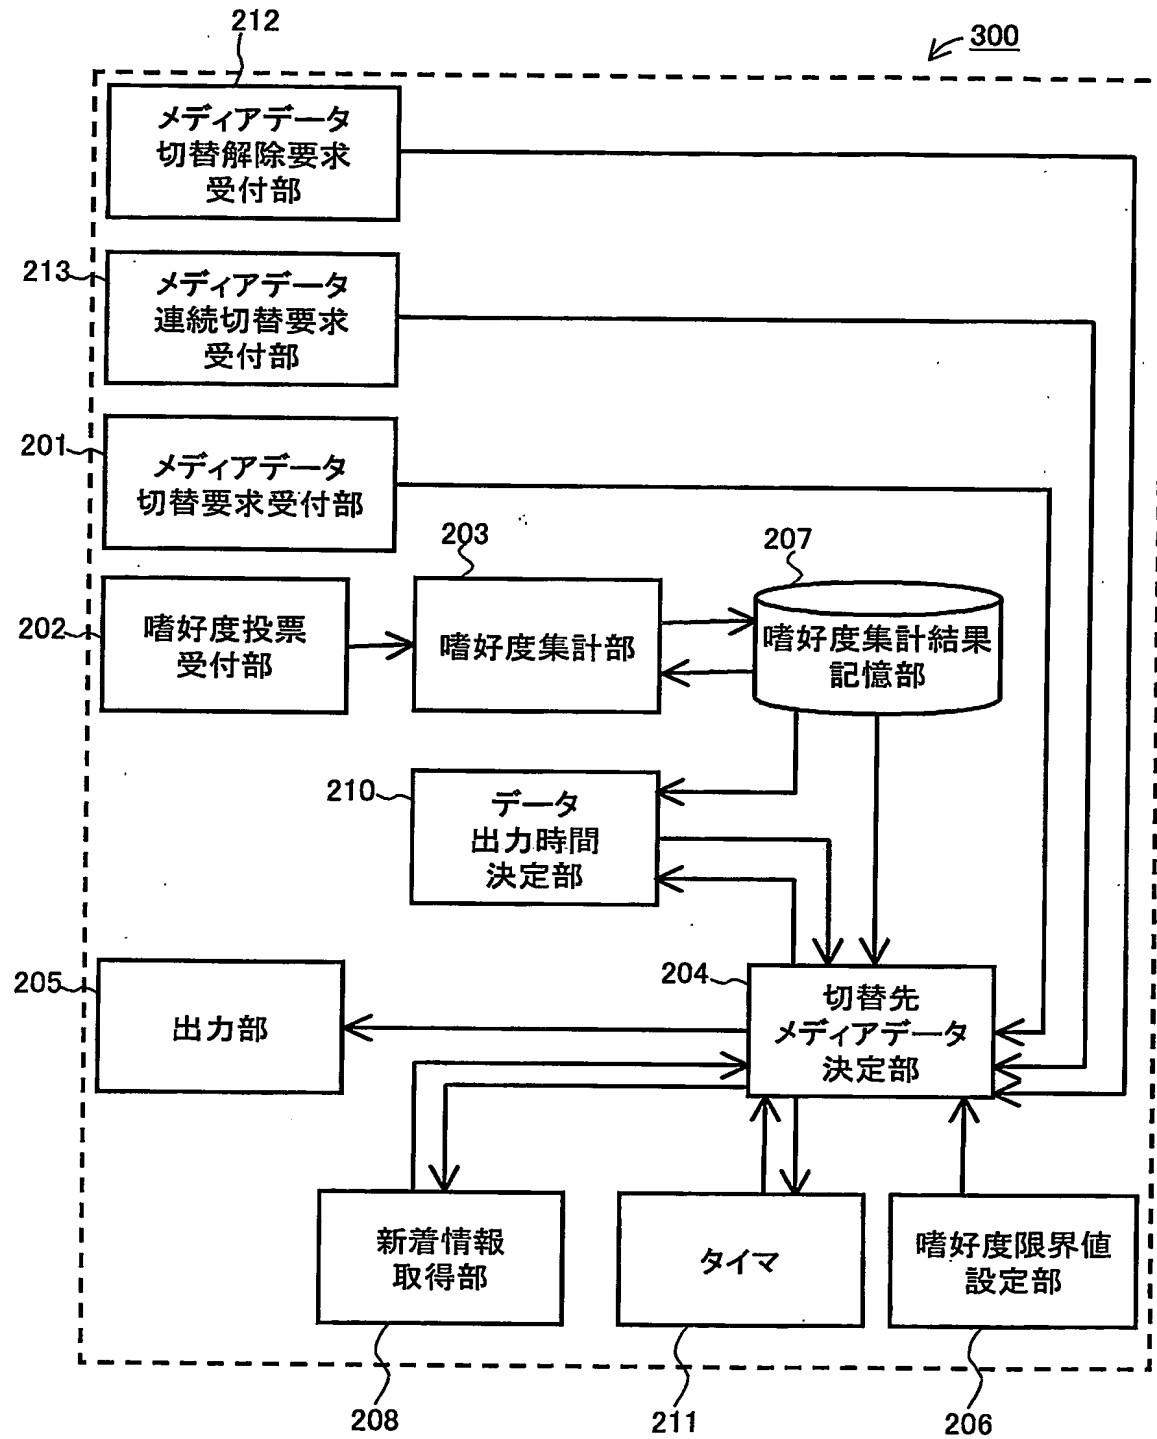 212
300
メディアデータ
切替解除要求
受付部
213
メディアデータ
連続切替要求
受付部
201
メディアデータ
切替要求受付部
203
207
202
嗜好度投票
受付部
嗜好度集計部
嗜好度集計結果
記憶部
210
データ
出力時間
決定部
205
出力部
204
切替先
メディアデータ
決定部
新着情報
取得部
タイマ
嗜好度限界値
設定部
208
211
206